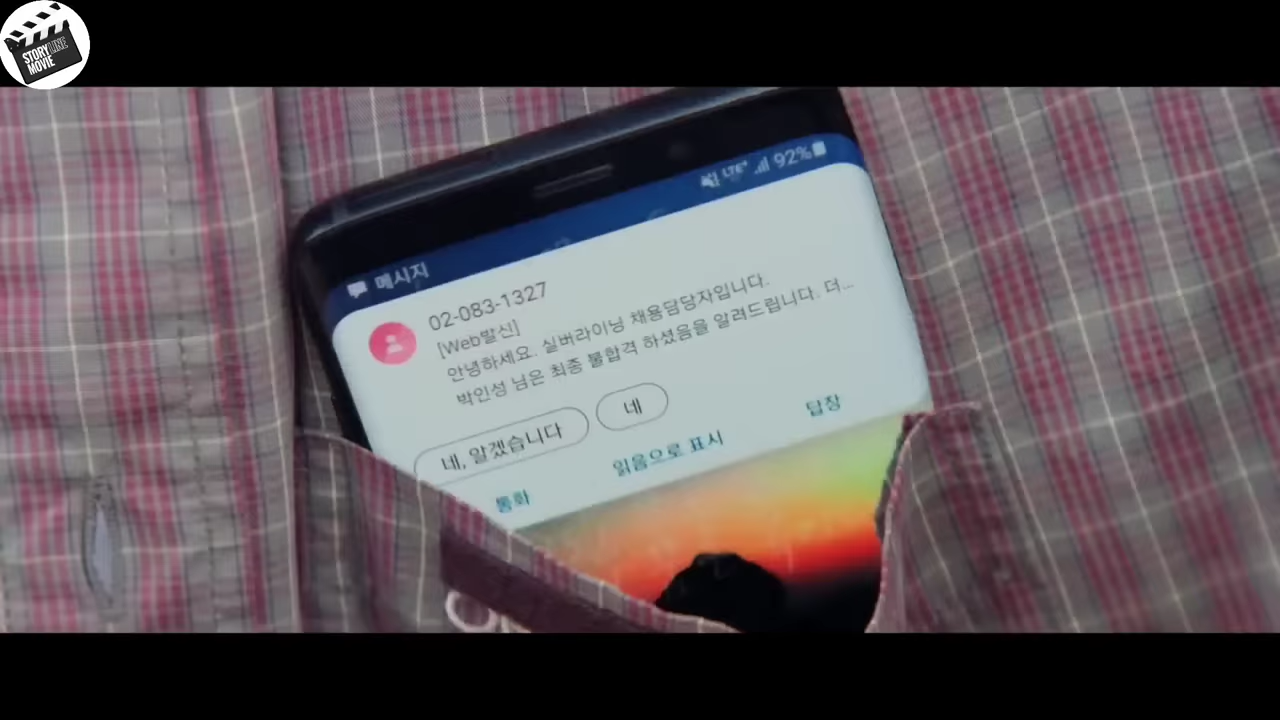 STORYLINE
MOVIE
LTE+ 92%
메시지
02-083-1327
[Web발신]
안녕하세요. 실버라이닝 채용담당자입니다.
박인성 님은 최종 불합격 하셨음을 알려드립니다. 더...
네, 알겠습니다
네
통화
읽음으로 표시
답장